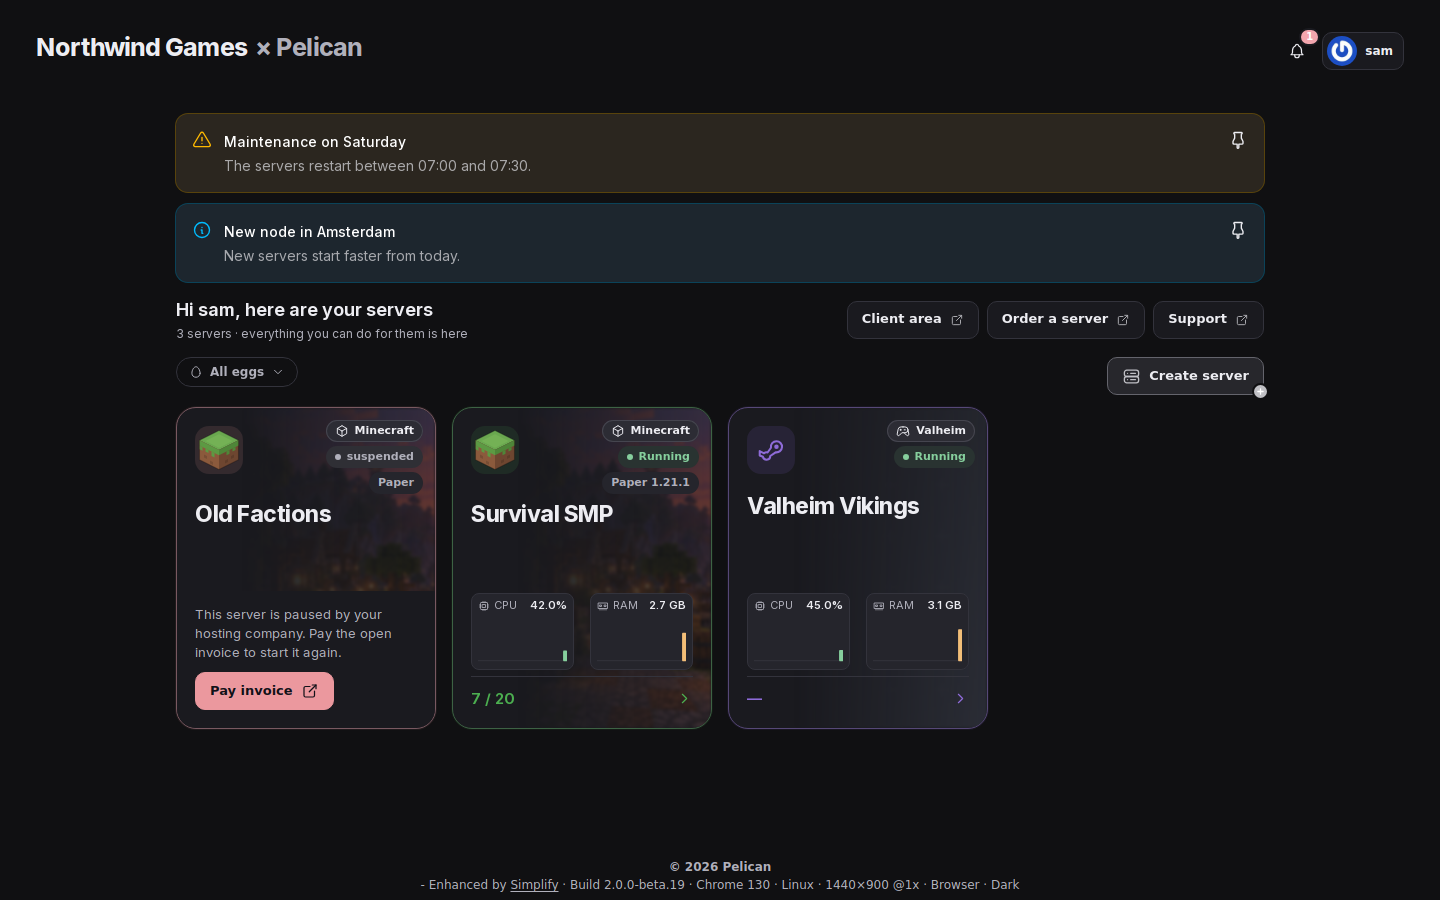 Northwind Games × Pelican
1
sam
Maintenance on Saturday
The servers restart between 07:00 and 07:30.
New node in Amsterdam
New servers start faster from today.
Hi sam, here are your servers
3 servers · everything you can do for them is here
Client area
Order a server
Support
All eggs
Create server
Minecraft
suspended
Paper
Old Factions
This server is paused by your
hosting company. Pay the open
invoice to start it again.
Pay invoice
Minecraft
Running
Paper 1.21.1
Survival SMP
CPU 42.0%
RAM 2.7 GB
7 / 20
Valheim
Running
Valheim Vikings
CPU 45.0%
RAM 3.1 GB
—
© 2026 Pelican
- Enhanced by Simplify · Build 2.0.0-beta.19 · Chrome 130 · Linux · 1440×900 @1x · Browser · Dark